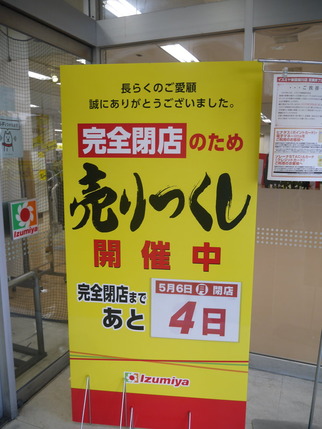 長らくのご愛顧
誠にありがとうございました。
完全閉店のため
売りつくし
開催中
完全閉店まで
あと
5月6日(月)閉店
4日
Izumiya
Izumiya